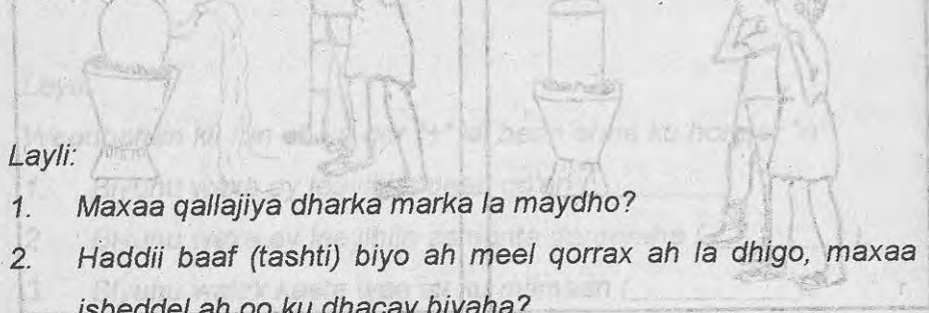 Layli:
1. Maxaa qallajiya dharka marka la maydho?
2. Haddii baaf (tashti) biyo ah meel qorrax ah la dhigo, maxaa
isbeddel ah oo ku dhacay biyaha?